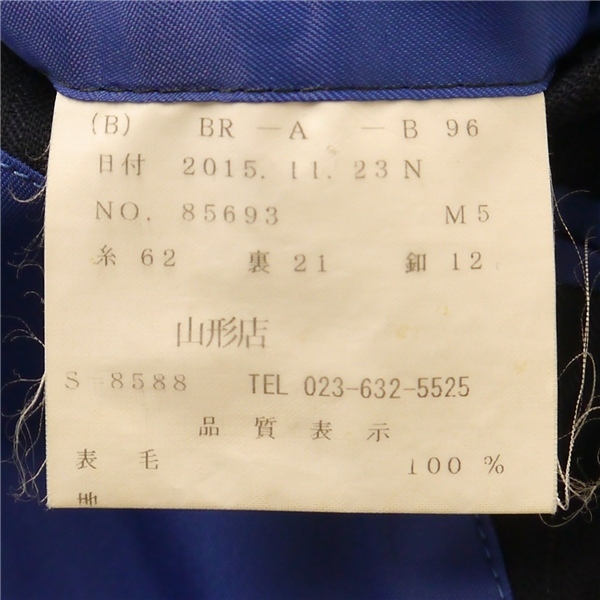 (B) BR -A -B 96
日付 2015. 11. 23 N
NO. 85693 M5
糸 62 裏 21 釦 12
山形店
S-8588 TEL 023-632-5525
品質表示
表 毛 100 %
地